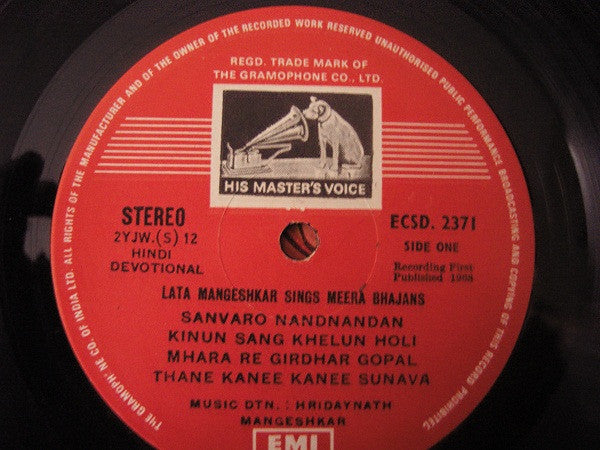 ALL RIGHTS OF THE MANUFACTURER AND OF THE OWNER OF THE RECORDED WORK RESERVED UNAUTHORISED PUBLIC PERFORMANCE BROADCASTING AND COPYING OF THIS RECORD PROHIBITED
REGD. TRADE MARK OF
THE GRAMOPHONE CO., LTD.
HIS MASTER'S VOICE
STEREO
2YJW.(S) 12
HINDI
DEVOTIONAL
ECSD. 2371
SIDE ONE
Recording First
Published 1968
LATA MANGESHKAR SINGS MEERA BHAJANS
SANVARO NANDNANDAN
KINUN SANG KHELUN HOLI
MHARA RE GIRDHAR GOPAL
THANE KANEE KANEE SUNAVA
MUSIC DTN. : HRIDAYNATH
MANGESHKAR
EMI
THE GRAMOPH NE CO. OF INDIA LTD.